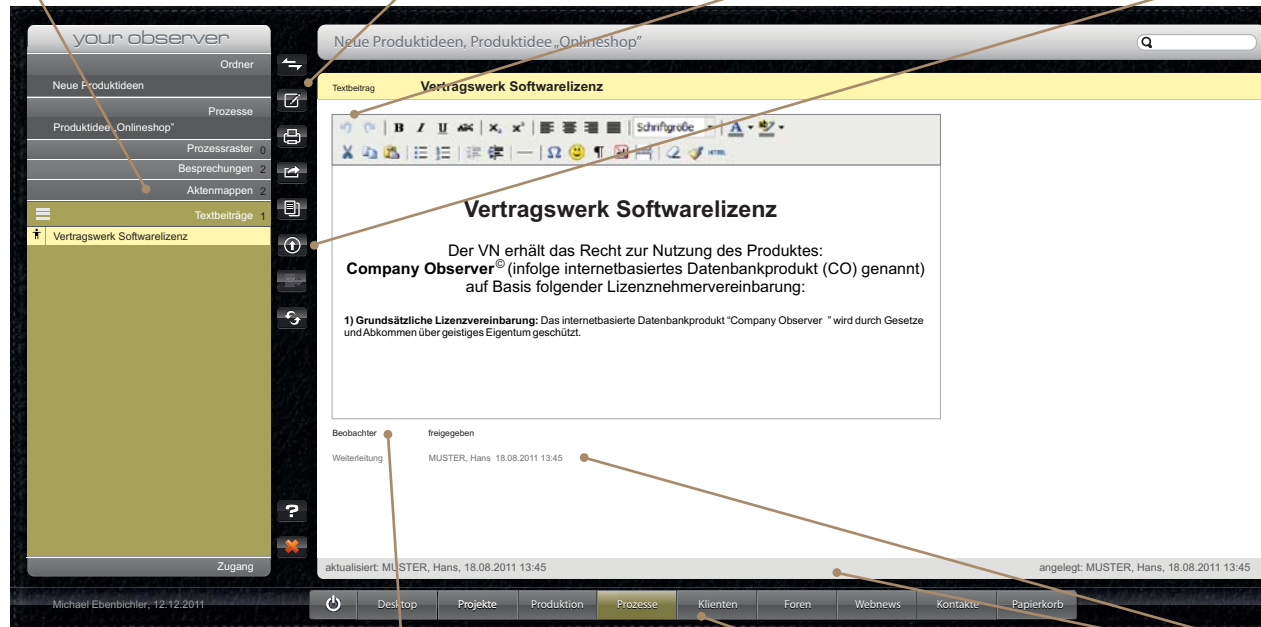 your observer
Ordner
Neue Produktideen
Prozesse
Produktidee „Onlineshop”
Prozessraster 0
Besprechungen 2
Aktenmappen 2
Textbeiträge 1
Vertragswerk Softwarelizenz
Zugang
Michael Ebenbichler, 12.12.2011
Neue Produktideen, Produktidee „Onlineshop”
Textbeitrag Vertragswerk Softwarelizenz
B I U ABC X₂ x² Schriftgröße A ab
Ω ¶ HTML
Vertragswerk Softwarelizenz
Der VN erhält das Recht zur Nutzung des Produktes:
Company Observer© (infolge internetbasiertes Datenbankprodukt (CO) genannt)
auf Basis folgender Lizenznehmervereinbarung:
1) Grundsätzliche Lizenzvereinbarung: Das internetbasierte Datenbankprodukt “Company Observer ” wird durch Gesetze
und Abkommen über geistiges Eigentum geschützt.
Beobachter freigegeben
Weiterleitung MUSTER, Hans 18.08.2011 13:45
?
aktualisiert: MUSTER, Hans, 18.08.2011 13:45 angelegt: MUSTER, Hans, 18.08.2011 13:45
Desktop Projekte Produktion Prozesse Klienten Foren Webnews Kontakte Papierkorb